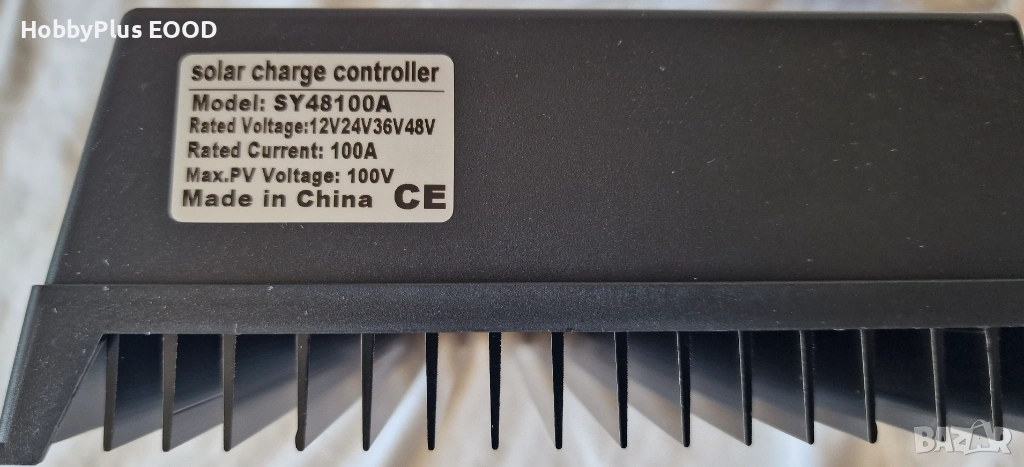 HobbyPlus EOOD
solar charge controller
Model: SY48100A
Rated Voltage:12V24V36V48V
Rated Current: 100A
Max.PV Voltage: 100V
Made in China CE
BAZAR